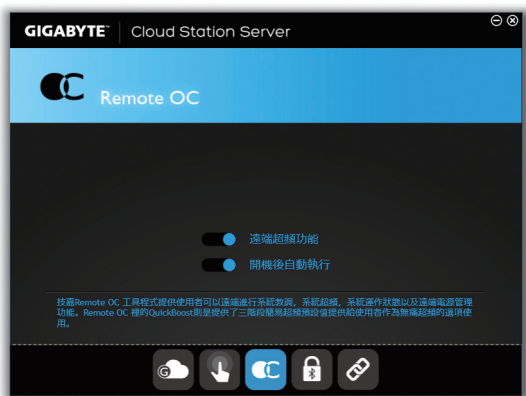 GIGABYTE™ Cloud Station Server
Remote OC
遠端超頻功能
開機後自動執行
技嘉Remote OC 工具程式提供使用者可以遠端進行系統微調，系統超頻，系統運作狀態以及遠端電源管理
功能。Remote OC 裡的QuickBoost則是提供了三階段簡易超頻預設值提供給使用者作為無痛超頻的選項使
用。
G